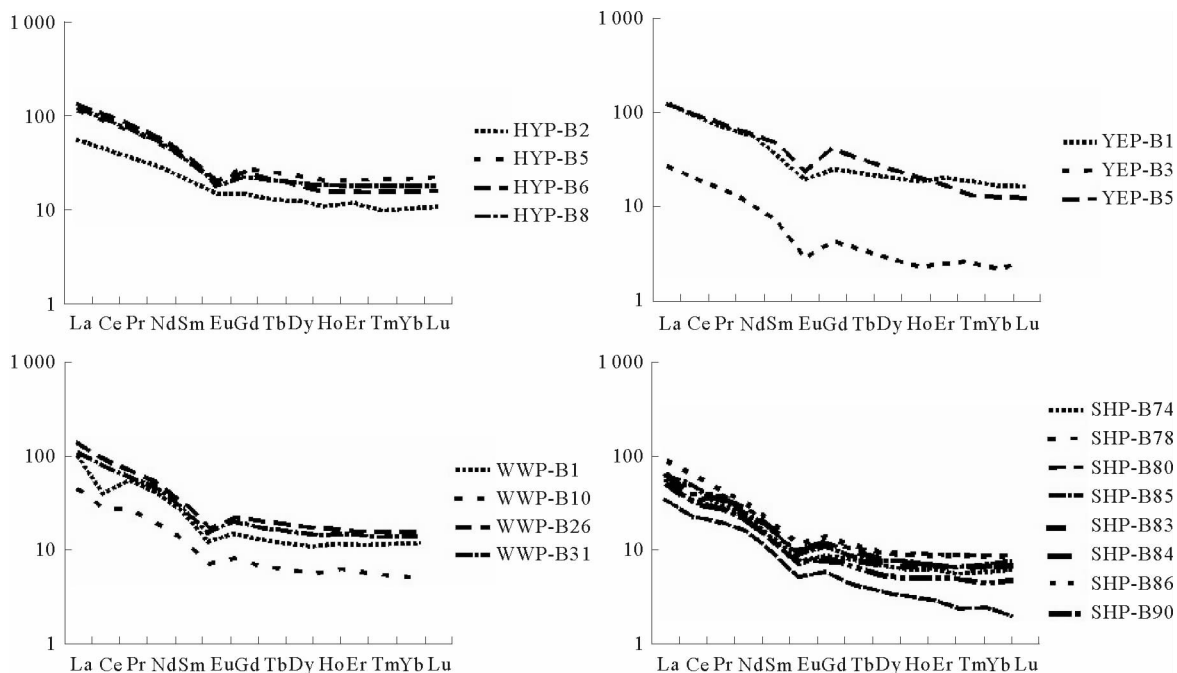 1 000
100
10
1
La Ce Pr Nd Sm Eu Gd Tb Dy Ho Er Tm Yb Lu
HYP-B2
HYP-B5
HYP-B6
HYP-B8
1 000
100
10
1
La Ce Pr Nd Sm Eu Gd Tb Dy Ho Er Tm Yb Lu
YEP-B1
YEP-B3
YEP-B5
1 000
100
10
1
La Ce Pr Nd Sm Eu Gd Tb Dy Ho Er Tm Yb Lu
WWP-B1
WWP-B10
WWP-B26
WWP-B31
1 000
100
10
1
La Ce Pr Nd Sm Eu Gd Tb Dy Ho Er Tm Yb Lu
SHP-B74
SHP-B78
SHP-B80
SHP-B85
SHP-B83
SHP-B84
SHP-B86
SHP-B90